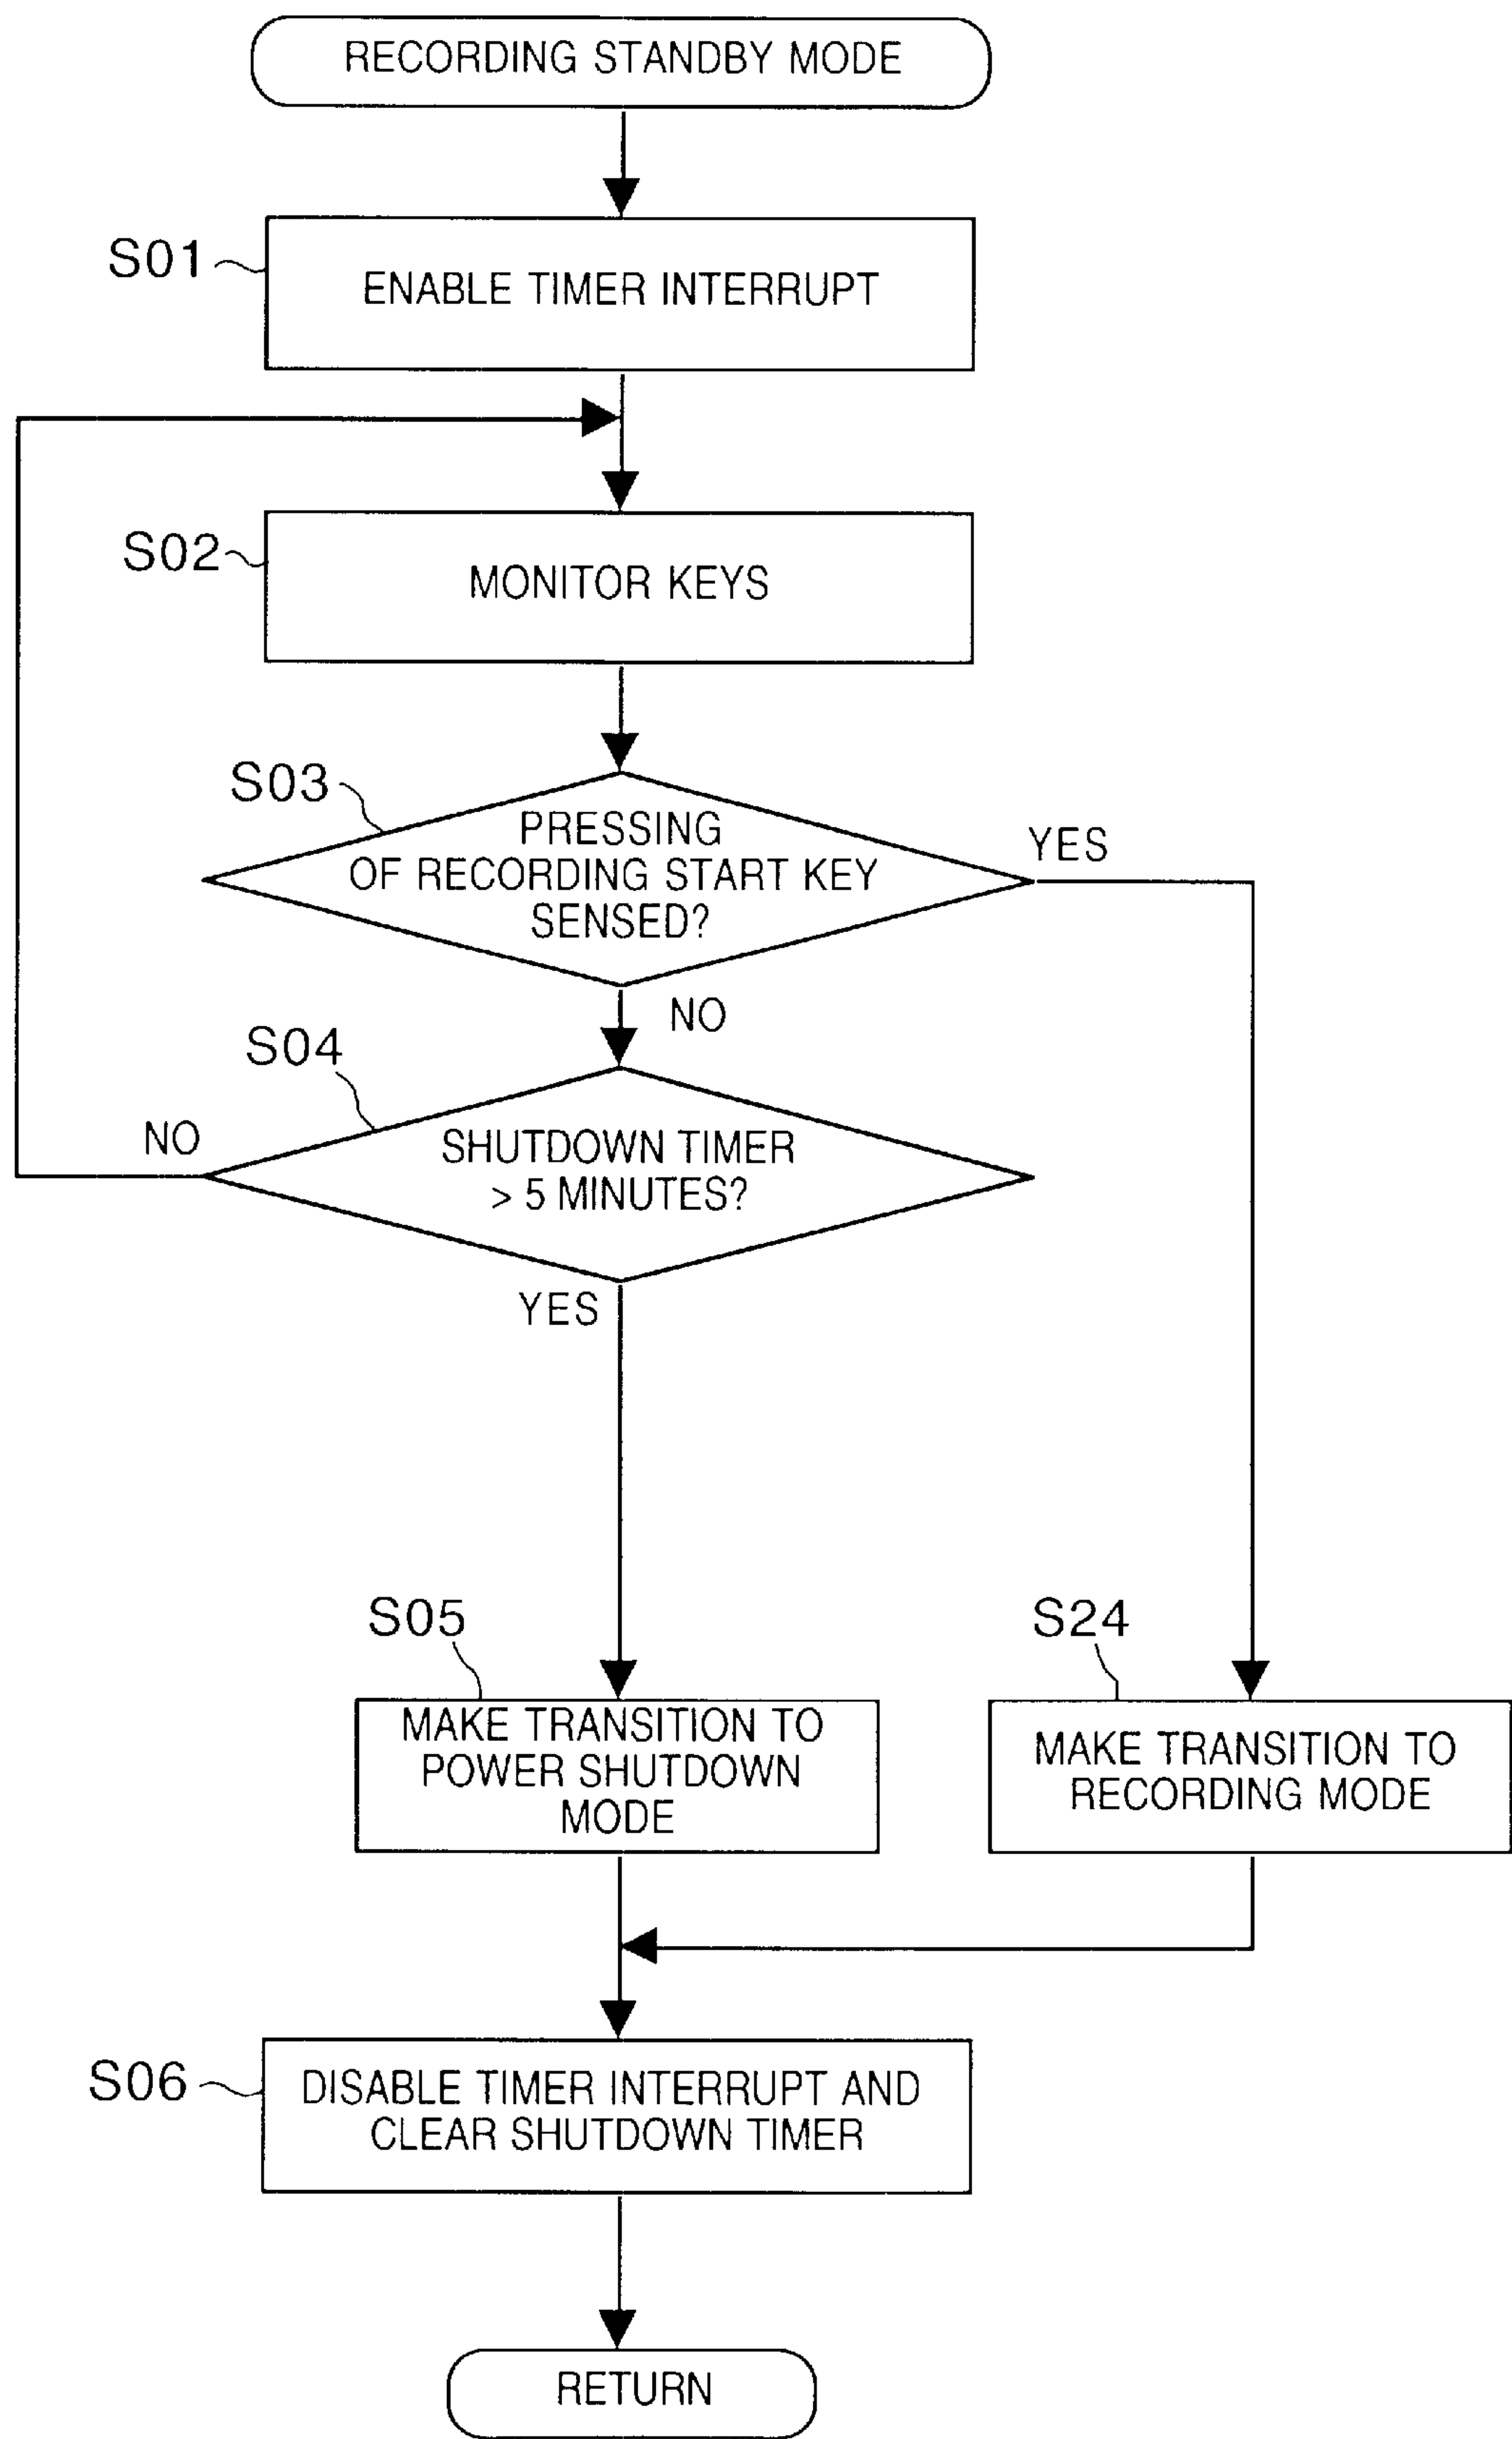 RECORDING STANDBY MODE
S01
ENABLE TIMER INTERRUPT
S02
MONITOR KEYS
S03
PRESSING
OF RECORDING START KEY
SENSED?
YES
NO
S04
NO
SHUTDOWN TIMER
> 5 MINUTES?
YES
S05
MAKE TRANSITION TO
POWER SHUTDOWN
MODE
S24
MAKE TRANSITION TO
RECORDING MODE
S06
DISABLE TIMER INTERRUPT AND
CLEAR SHUTDOWN TIMER
RETURN